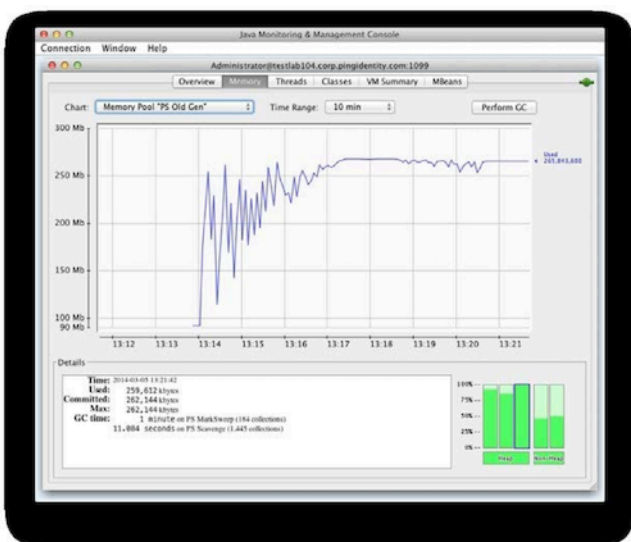 Java Monitoring & Management Console
Connection Window Help
Administrator@testlab104.corp.pingidentity.com:1099
Overview Memory Threads Classes VM Summary MBeans
Chart: Memory Pool "PS Old Gen" Time Range: 10 min Perform GC
300 Mb
250 Mb
200 Mb
150 Mb
100 Mb
90 Mb
Used
265,843,600
13:12 13:13 13:14 13:15 13:16 13:17 13:18 13:19 13:20 13:21
Details
Time: 2014-03-05 13:21:42
Used: 259,612 kbytes
Committed: 262,144 kbytes
Max: 262,144 kbytes
GC time: 1 minute on PS MarkSweep (164 collections)
11.084 seconds on PS Scavenge (1,445 collections)
100% --
75% --
50% --
25% --
0% --
Heap Non-Heap